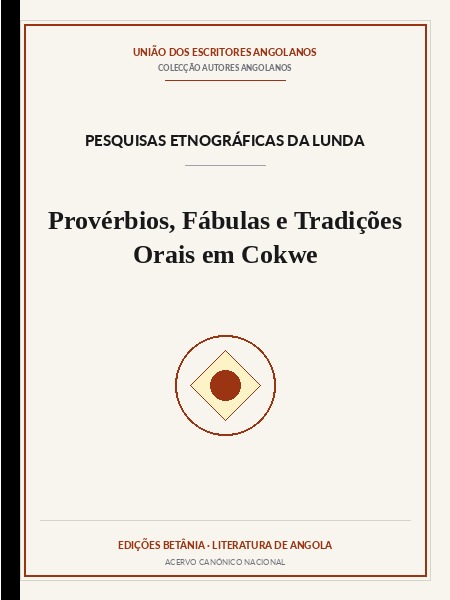 UNIÃO DOS ESCRITORES ANGOLANOS
COLECÇÃO AUTORES ANGOLANOS
PESQUISAS ETNOGRÁFICAS DA LUNDA
Provérbios, Fábulas e Tradições
Orais em Cokwe
EDIÇÕES BETÂNIA · LITERATURA DE ANGOLA
ACERVO CANÓNICO NACIONAL